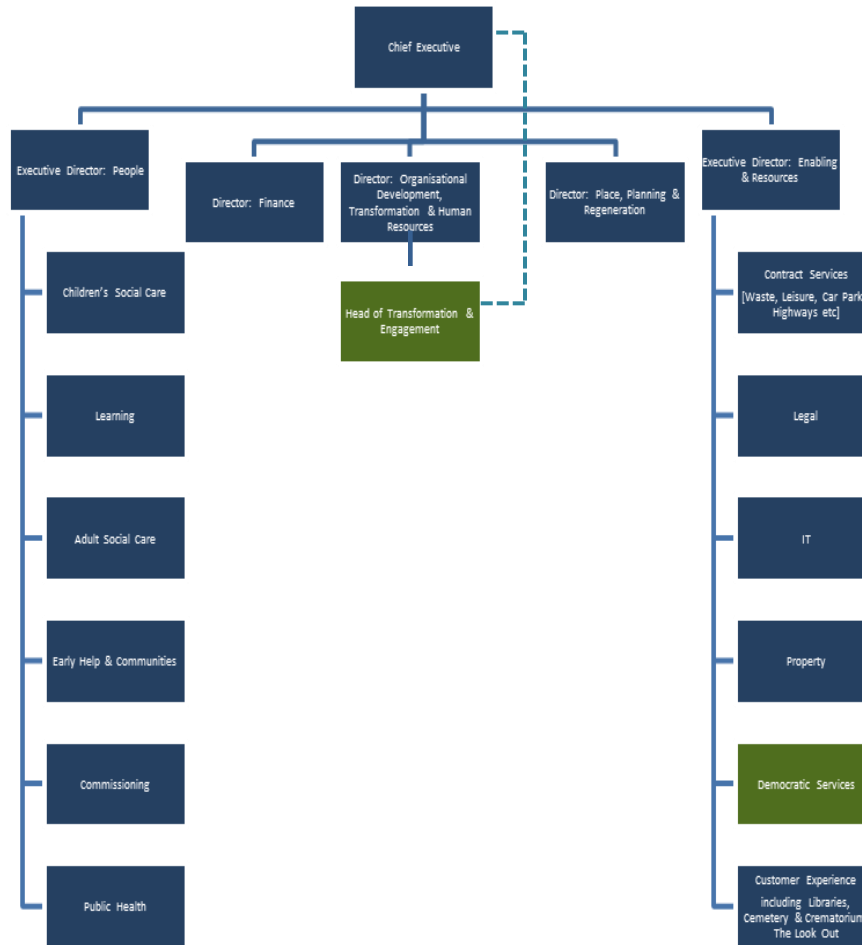 Chief Executive
Executive Director: People
Director: Finance
Director: Organisational
Development,
Transformation & Human
Resources
Director: Place, Planning &
Regeneration
Executive Director: Enabling
& Resources
Head of Transformation &
Engagement
Children's Social Care
Learning
Adult Social Care
Early Help & Communities
Commissioning
Public Health
Contract Services
[Waste, Leisure, Car Park
Highways etc]
Legal
IT
Property
Democratic Services
Customer Experience
including Libraries,
Cemetery & Crematorium
The Look Out